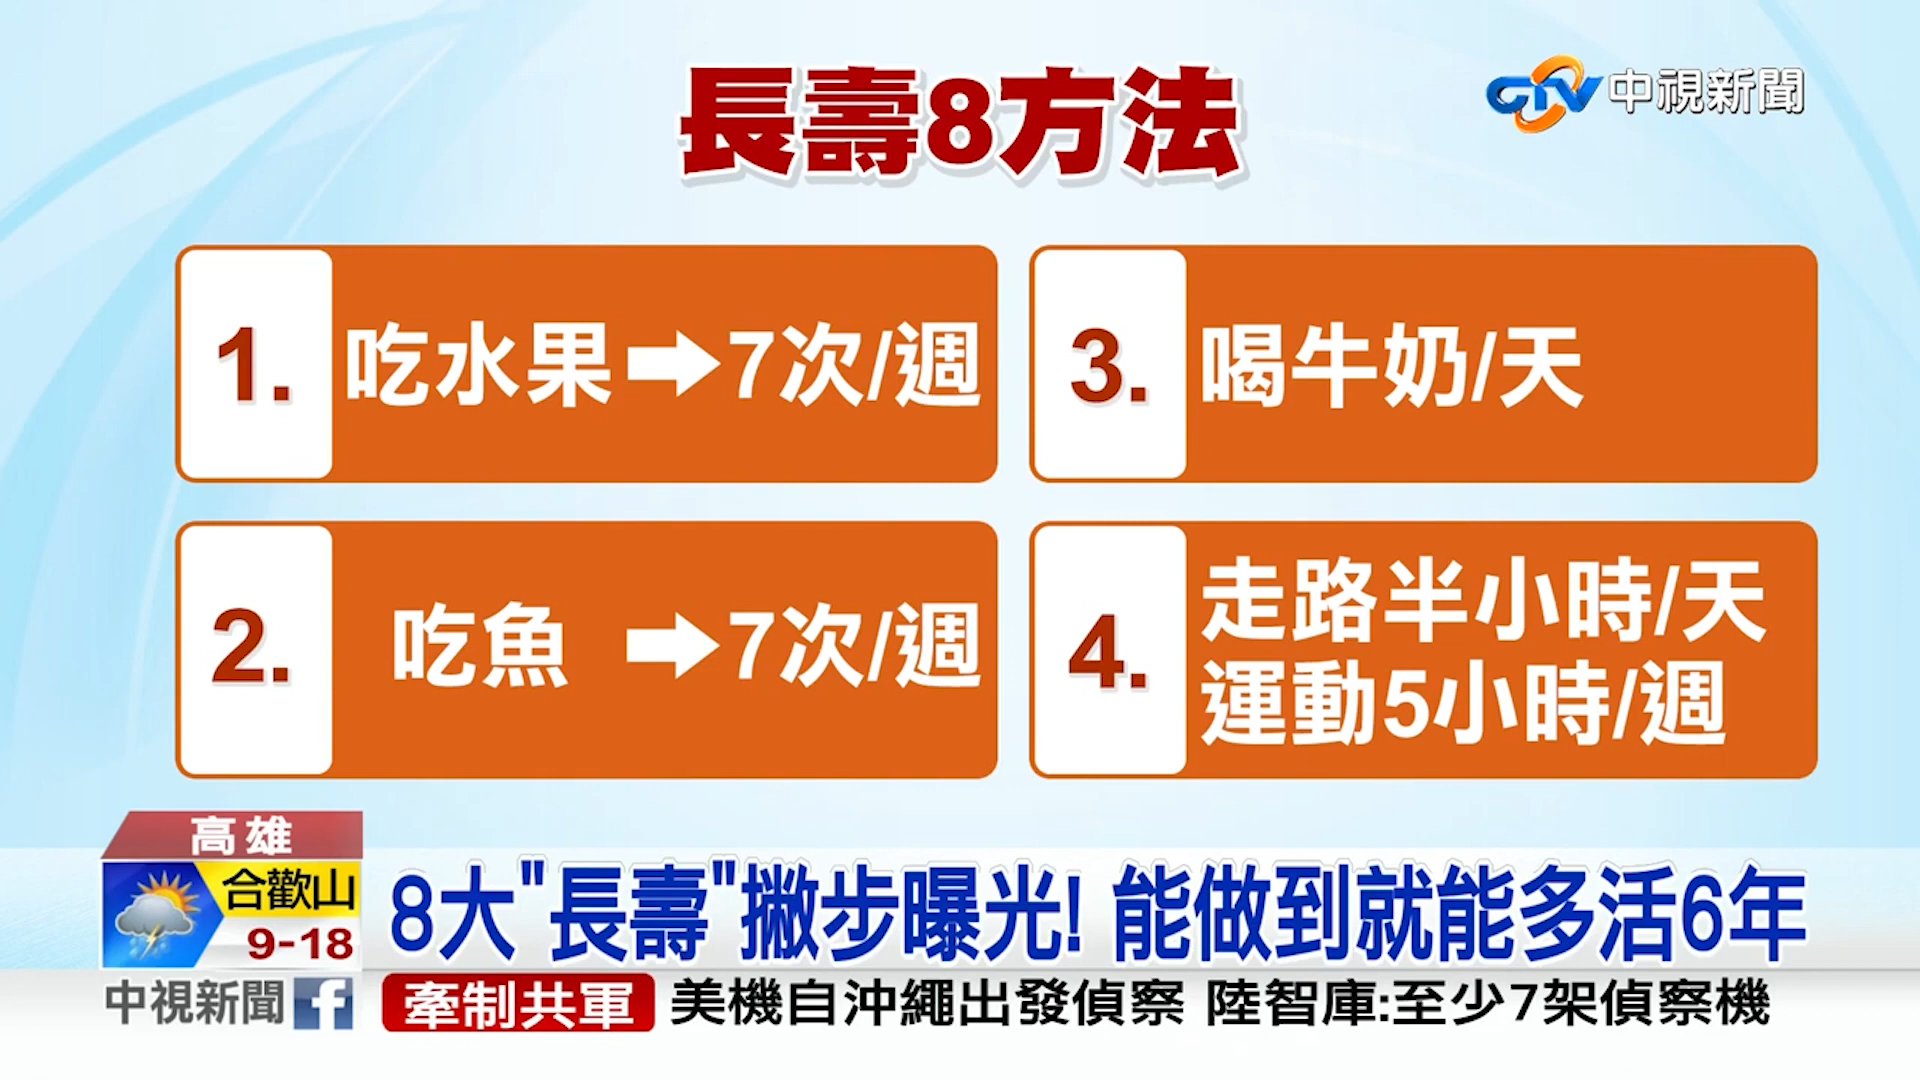 長壽8方法
CTV中視新聞
1. 吃水果➡7次/週
2. 吃魚 ➡7次/週
3. 喝牛奶/天
4. 走路半小時/天
運動5小時/週
高雄
合歡山
9-18
8大"長壽"撇步曝光! 能做到就能多活6年
中視新聞 f
牽制共軍 美機自沖繩出發偵察 陸智庫:至少7架偵察機